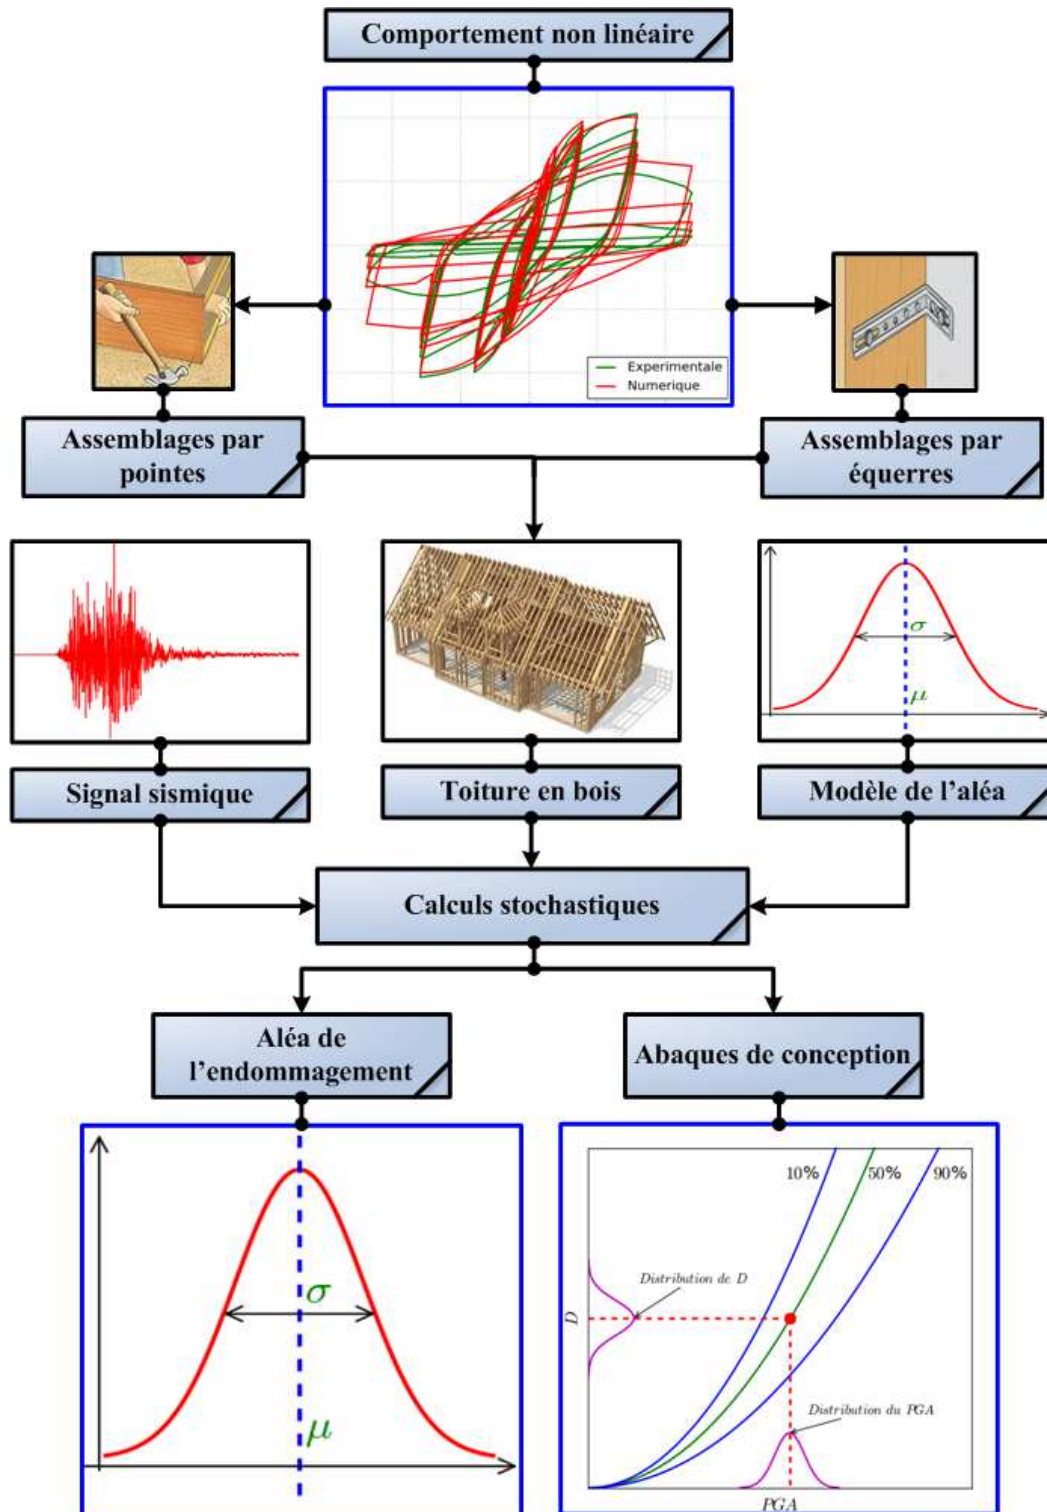 Comportement non linéaire
Experimentale
Numerique
Assemblages par
pointes
Assemblages par
équerres
σ
μ
Signal sismique
Toiture en bois
Modèle de l'aléa
Calculs stochastiques
Aléa de
l'endommagement
Abaques de conception
σ
μ
10%
50%
90%
Distribution de D
D
Distribution du PGA
PGA